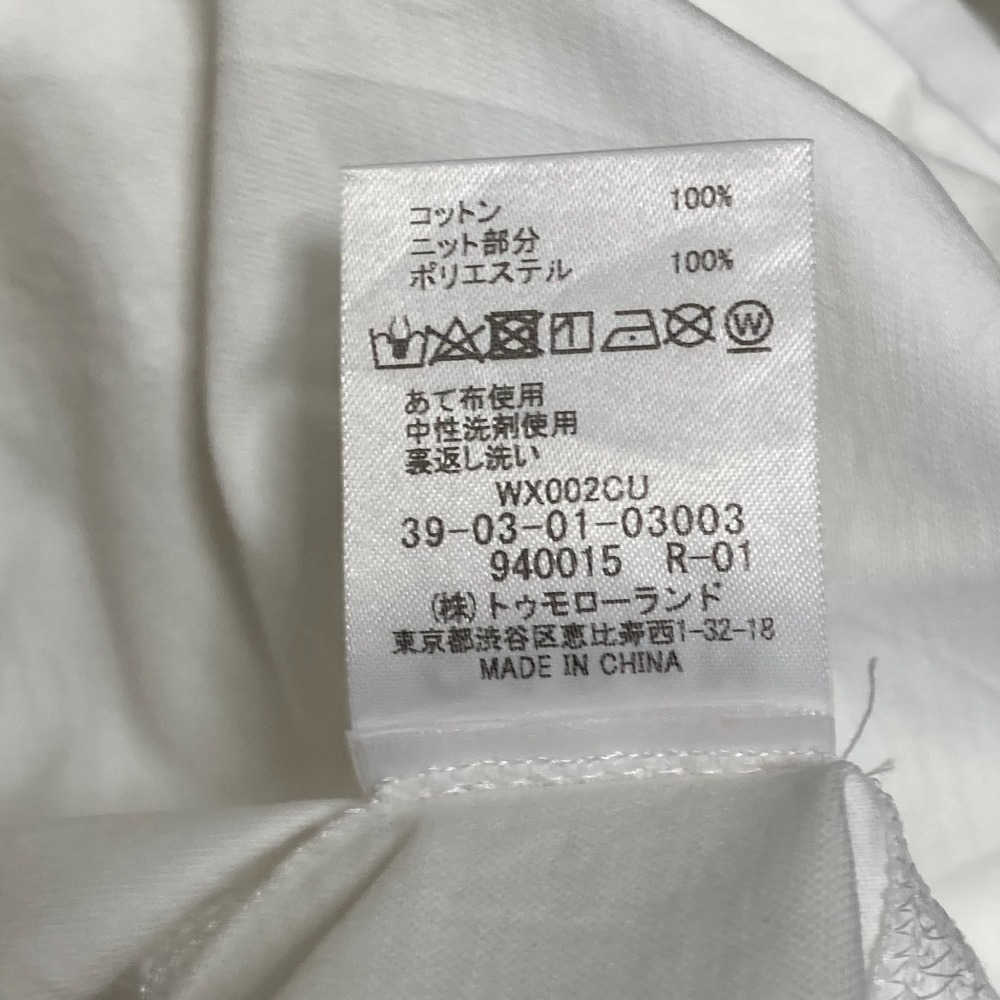 コットン 100%
ニット部分
ポリエステル 100%
W
あて布使用
中性洗剤使用
裏返し洗い
WX002CU
39-03-01-03003
940015 R-01
(株)トゥモローランド
東京都渋谷区恵比寿西1-32-18
MADE IN CHINA